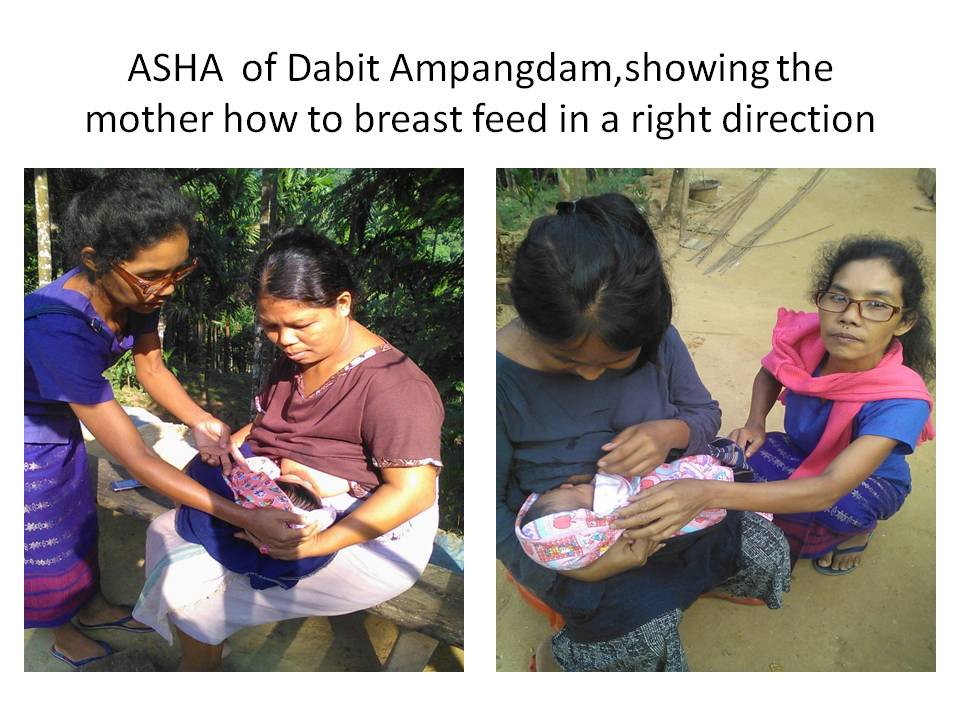 ASHA  of Dabit Ampangdam,showing the
mother how to breast feed in a right direction